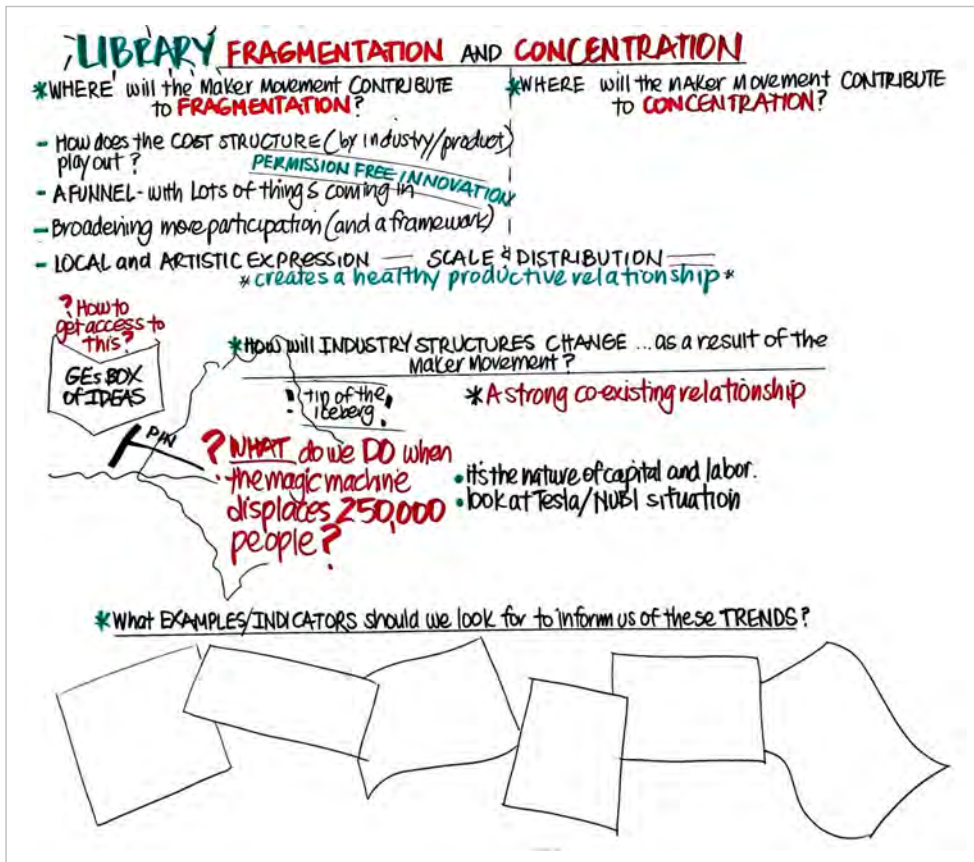 LIBRARY FRAGMENTATION AND CONCENTRATION
*WHERE will the Maker Movement CONTRIBUTE
to FRAGMENTATION?
- How does the COST STRUCTURE (by industry/product)
play out?
PERMISSION FREE INNOVATION
- A FUNNEL - with Lots of things coming in
- Broadening more participation (and a framework)
- LOCAL and ARTISTIC EXPRESSION — SCALE & DISTRIBUTION —
* creates a healthy productive relationship *
*WHERE will the Maker Movement CONTRIBUTE
to CONCENTRATION?
? How to
get access to
this?
GEs BOX
of IDEAS
PIN
*How will INDUSTRY STRUCTURES CHANGE ... as a result of the
Maker Movement?
! tip of the !
iceberg
*A strong co-existing relationship
? WHAT do we DO when
the magic machine
displaces 250,000
people?
• it's the nature of capital and labor.
• look at Tesla/ situation
*What EXAMPLES/INDICATORS should we look for to inform us of these TRENDS?